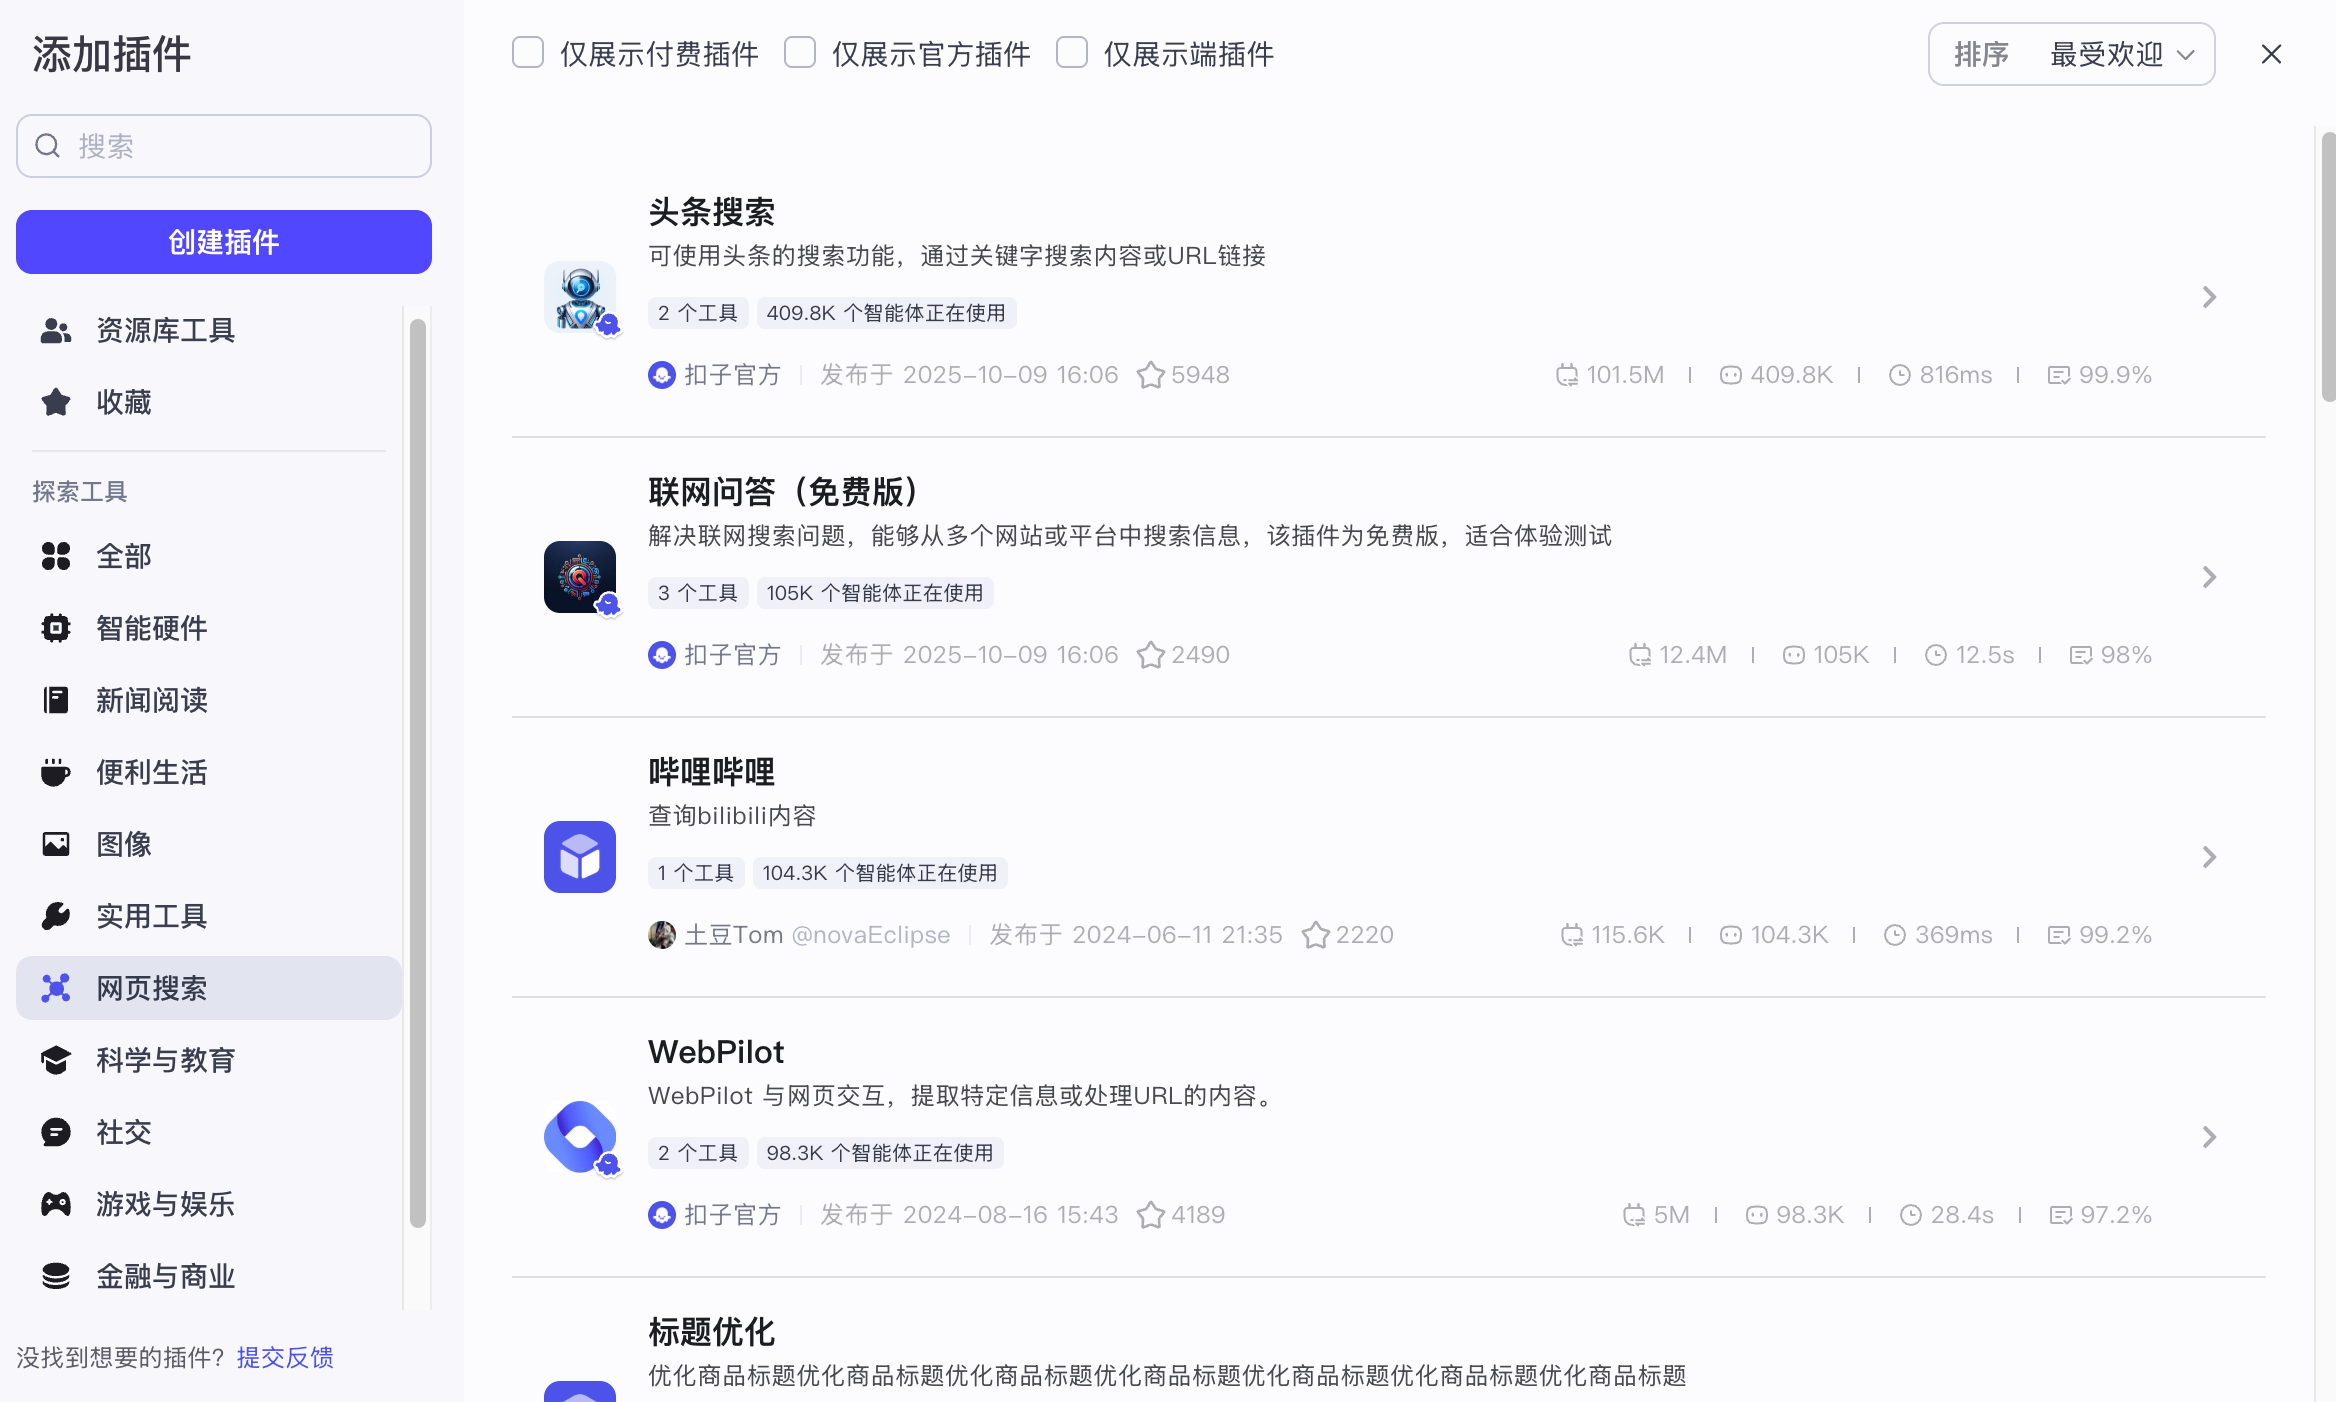 添加插件
搜索
创建插件
资源库工具
收藏
探索工具
全部
智能硬件
新闻阅读
便利生活
图像
实用工具
网页搜索
科学与教育
社交
游戏与娱乐
金融与商业
没找到想要的插件？ 提交反馈
仅展示付费插件 仅展示官方插件 仅展示端插件
排序 最受欢迎
头条搜索
可使用头条的搜索功能，通过关键字搜索内容或URL链接
2 个工具 409.8K 个智能体正在使用
扣子官方 发布于 2025-10-09 16:06 5948 101.5M 409.8K 816ms 99.9%
联网问答（免费版）
解决联网搜索问题，能够从多个网站或平台中搜索信息，该插件为免费版，适合体验测试
3 个工具 105K 个智能体正在使用
扣子官方 发布于 2025-10-09 16:06 2490 12.4M 105K 12.5s 98%
哔哩哔哩
查询bilibili内容
1 个工具 104.3K 个智能体正在使用
土豆Tom @novaEclipse 发布于 2024-06-11 21:35 2220 115.6K 104.3K 369ms 99.2%
WebPilot
WebPilot 与网页交互，提取特定信息或处理URL的内容。
2 个工具 98.3K 个智能体正在使用
扣子官方 发布于 2024-08-16 15:43 4189 5M 98.3K 28.4s 97.2%
标题优化
优化商品标题优化商品标题优化商品标题优化商品标题优化商品标题优化商品标题优化商品标题